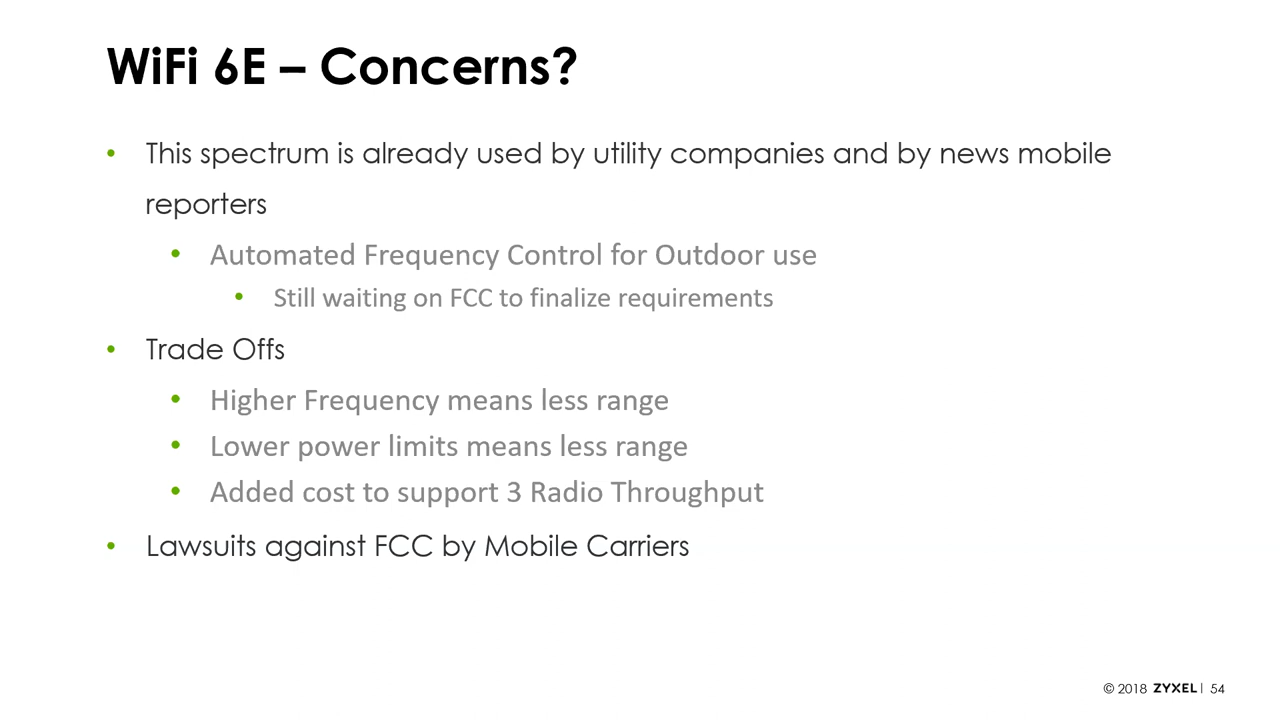 WiFi 6E – Concerns?
• This spectrum is already used by utility companies and by news mobile
reporters
• Automated Frequency Control for Outdoor use
• Still waiting on FCC to finalize requirements
• Trade Offs
• Higher Frequency means less range
• Lower power limits means less range
• Added cost to support 3 Radio Throughput
• Lawsuits against FCC by Mobile Carriers
© 2018 ZYXEL | 54